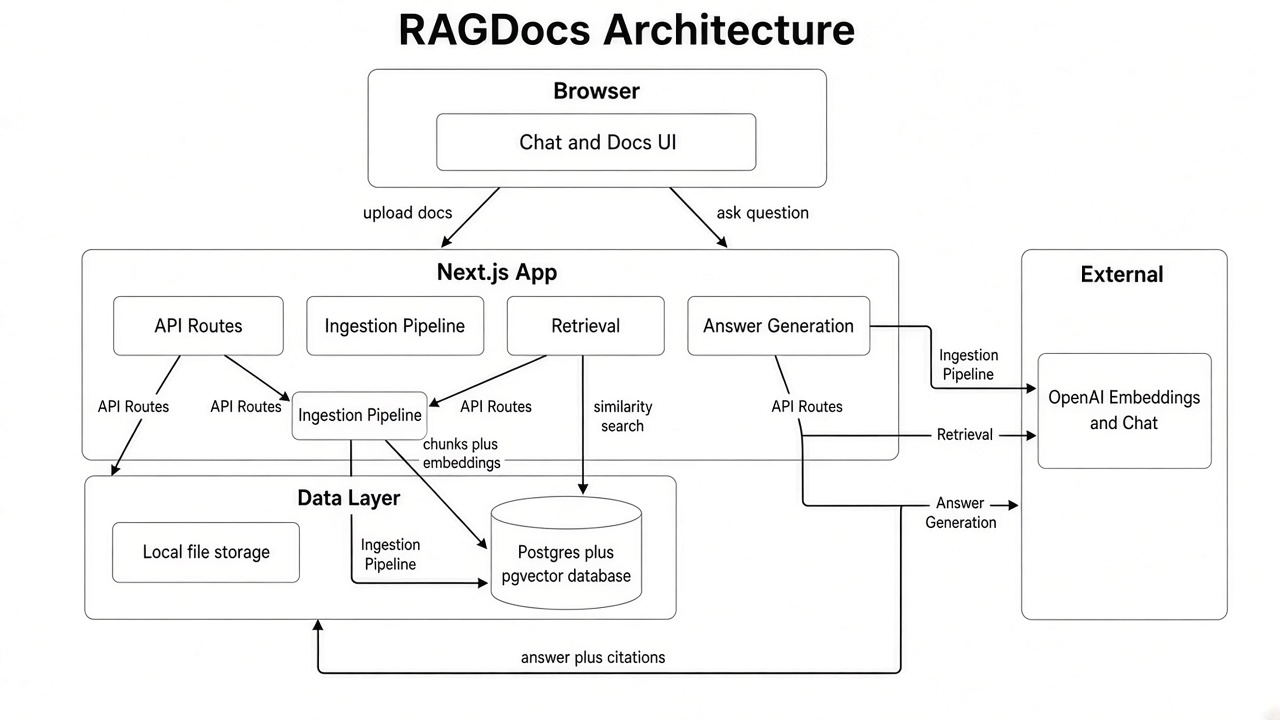 RAGDocs Architecture
Browser
Chat and Docs UI
upload docs
ask question
Next.js App
API Routes
Ingestion Pipeline
Retrieval
Answer Generation
API Routes
API Routes
Ingestion Pipeline
API Routes
similarity
search
API Routes
chunks plus
embeddings
External
Ingestion
Pipeline
OpenAI Embeddings
and Chat
Retrieval
Answer
Generation
Data Layer
Local file storage
Ingestion
Pipeline
Postgres plus
pgvector database
answer plus citations